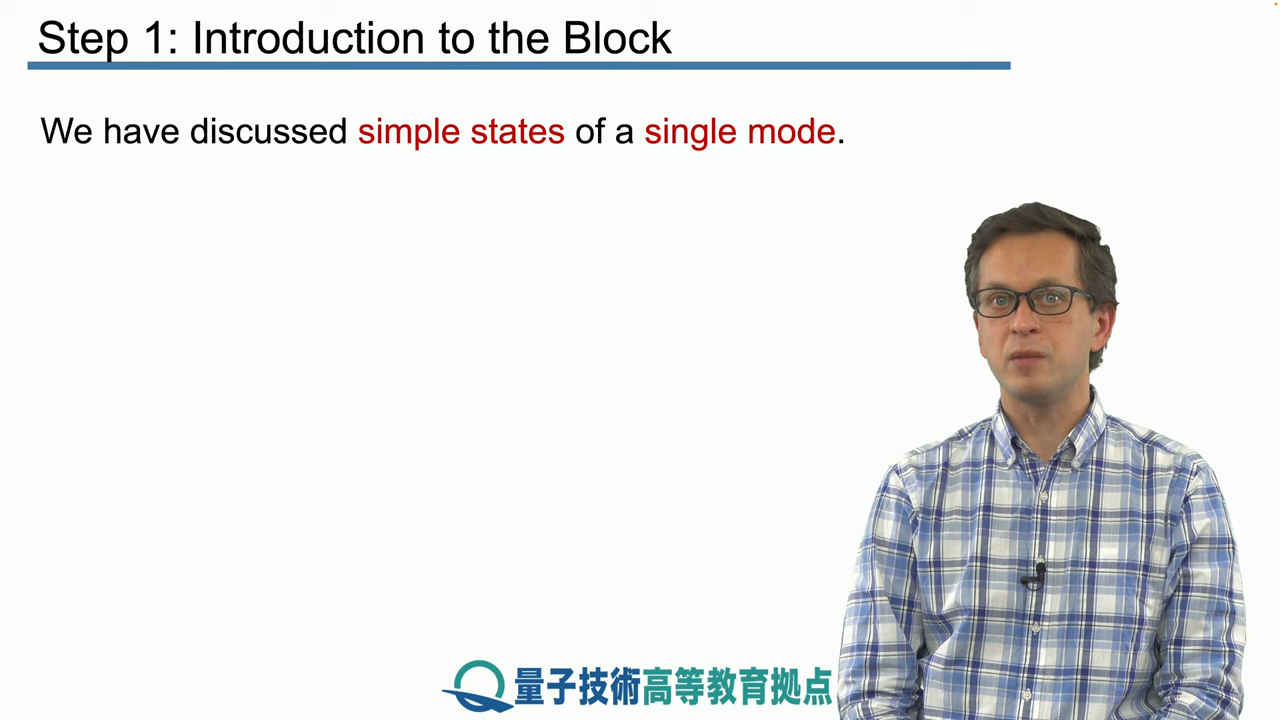 Step 1: Introduction to the Block
We have discussed simple states of a single mode.
量子技術高等教育拠点